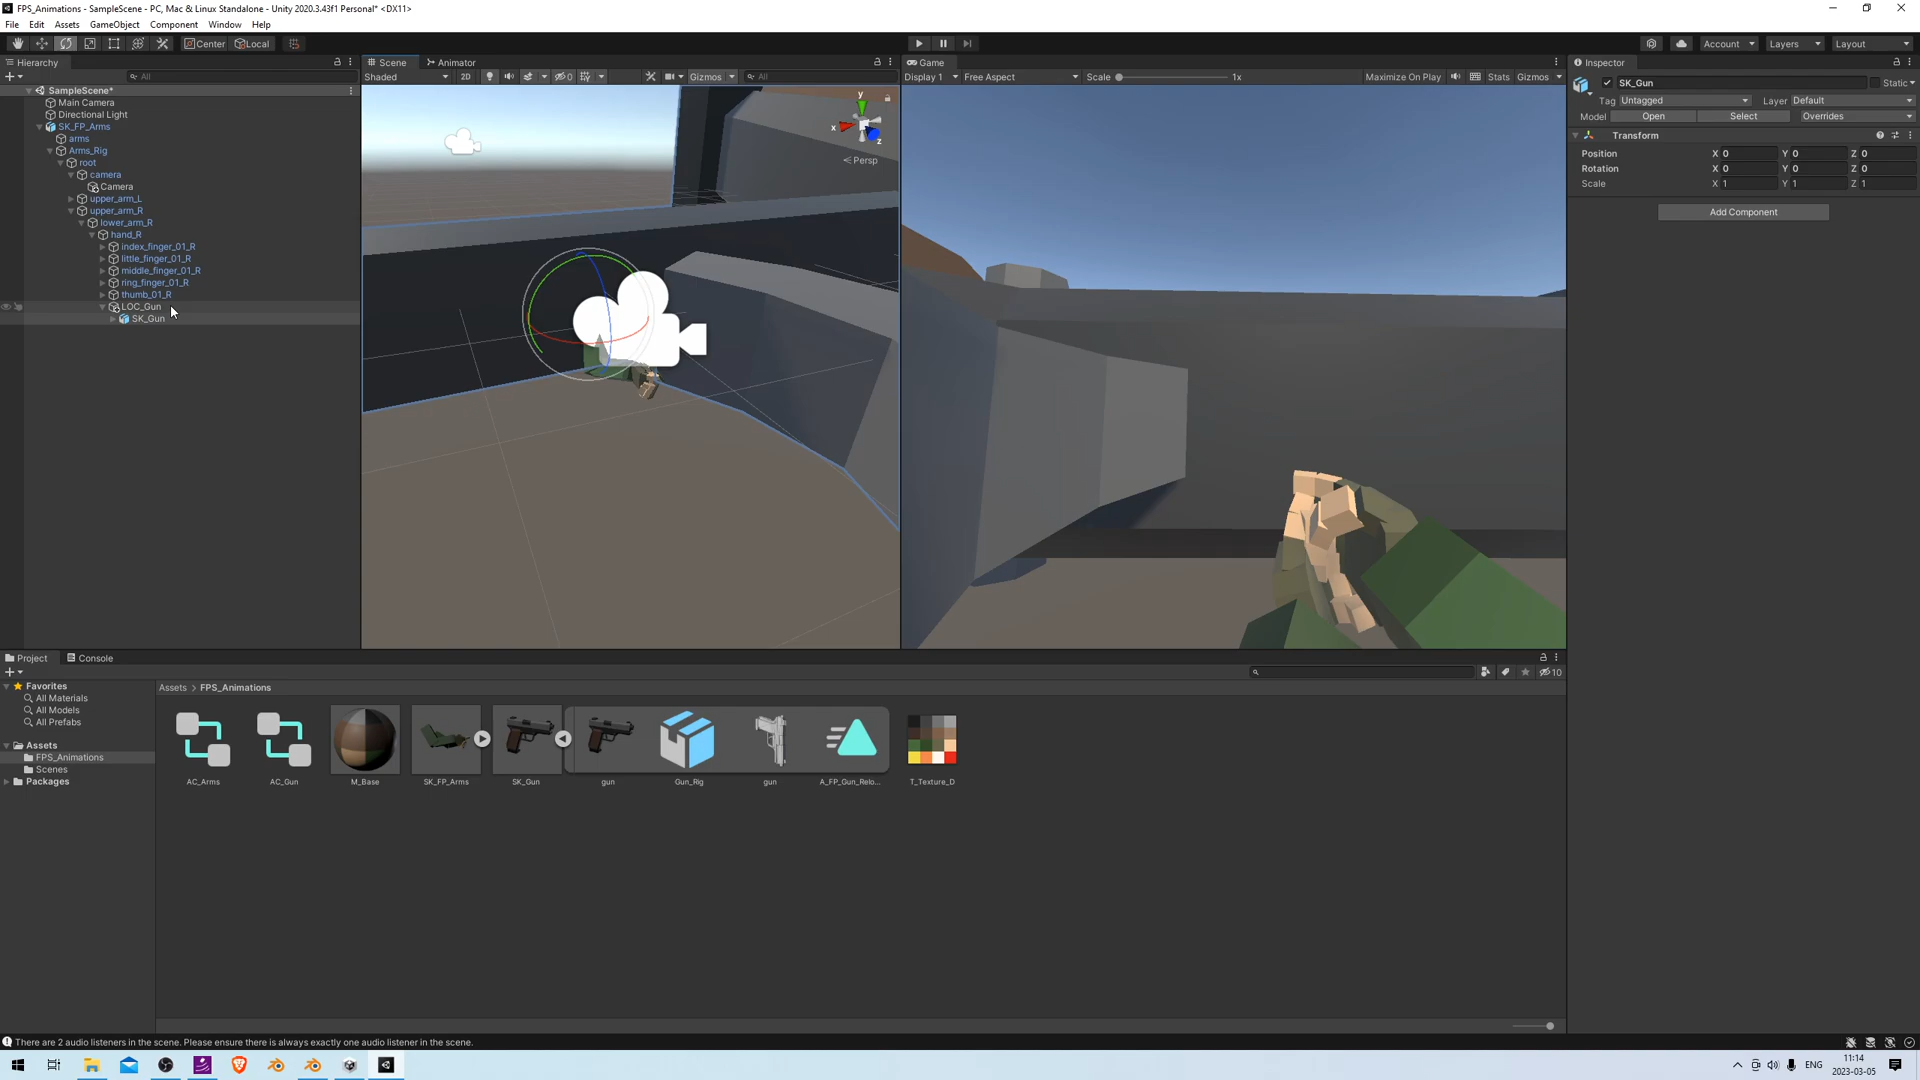 FPS_Animations - SampleScene - PC, Mac & Linux Standalone - Unity 2020.3.43f1 Personal* <DX11>
File Edit Assets GameObject Component Window Help
Center Local Account Layers Layout
Hierarchy
All
SampleScene*
Main Camera
Directional Light
SK_FP_Arms
arms
Arms_Rig
root
camera
Camera
upper_arm_L
upper_arm_R
lower_arm_R
hand_R
index_finger_01_R
little_finger_01_R
middle_finger_01_R
ring_finger_01_R
thumb_01_R
LOC_Gun
SK_Gun
Scene Animator
Shaded 2D 0 Gizmos All
y
x
z
Persp
Game
Display 1 Free Aspect Scale 1x Maximize On Play Stats Gizmos
Inspector
SK_Gun Static
Tag Untagged Layer Default
Model Open Select Overrides
Transform
Position X 0 Y 0 Z 0
Rotation X 0 Y 0 Z 0
Scale X 1 Y 1 Z 1
Add Component
Project Console
10
Favorites
All Materials
All Models
All Prefabs
Assets
FPS_Animations
Scenes
Packages
Assets > FPS_Animations
AC_Arms AC_Gun M_Base SK_FP_Arms SK_Gun gun Gun_Rig gun A_FP_Gun_Relo... T_Texture_D
There are 2 audio listeners in the scene. Please ensure there is always exactly one audio listener in the scene.
ENG
11:14
2023-03-05